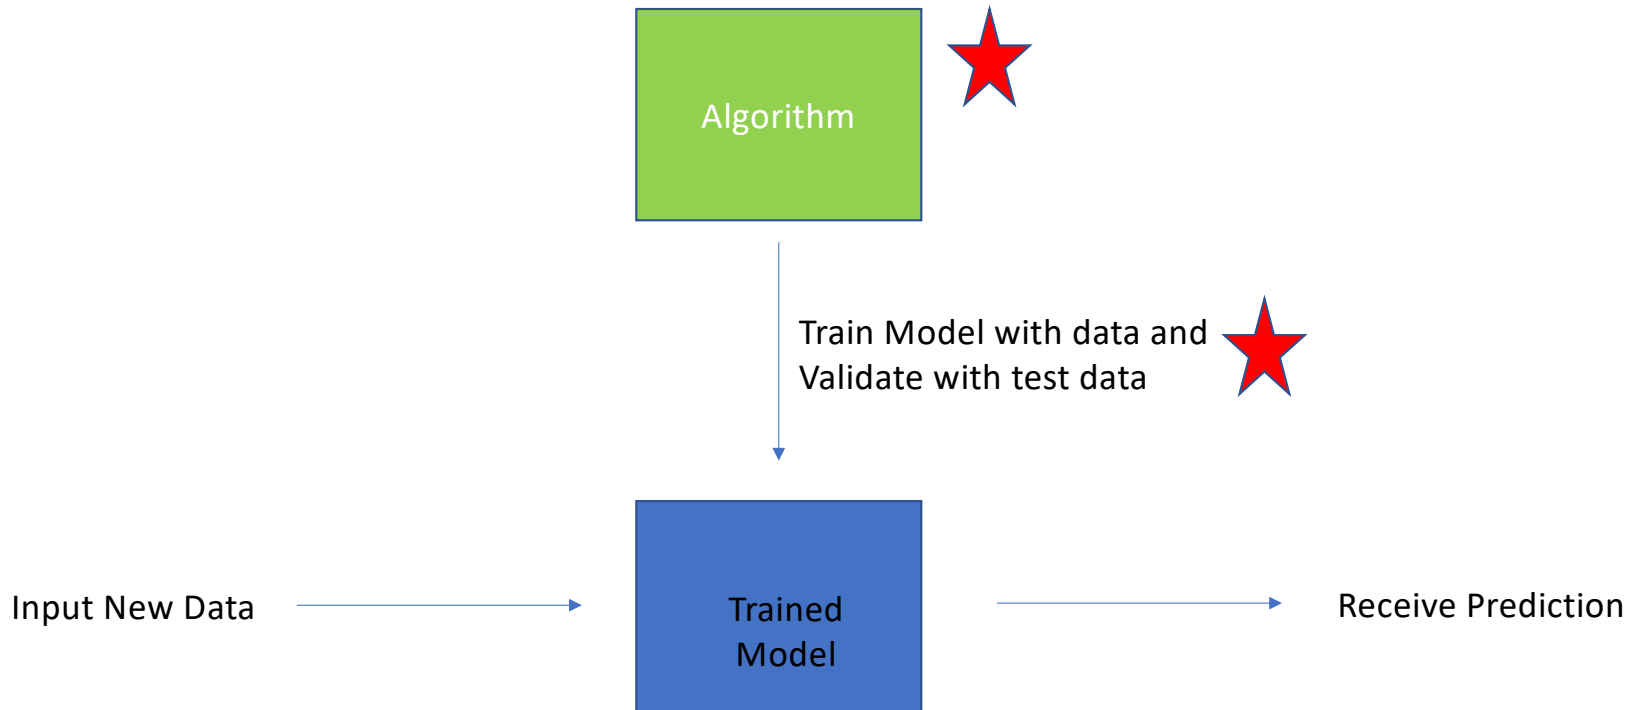 Algorithm
Train Model with data and
Validate with test data
Input New Data
Trained
Model
Receive Prediction